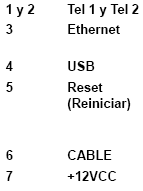 1 y 2 Tel 1 y Tel 2
3 Ethernet
4 USB
5 Reset
(Reiniciar)
6 CABLE
7 +12VCC